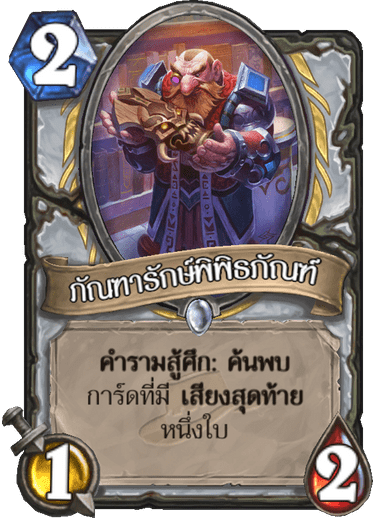 2
ภัณฑารักษ์พิพิธภัณฑ์
คำรามสู้ศึก: ค้นพบ
การ์ดที่มี เสียงสุดท้าย
หนึ่งใบ
1
2